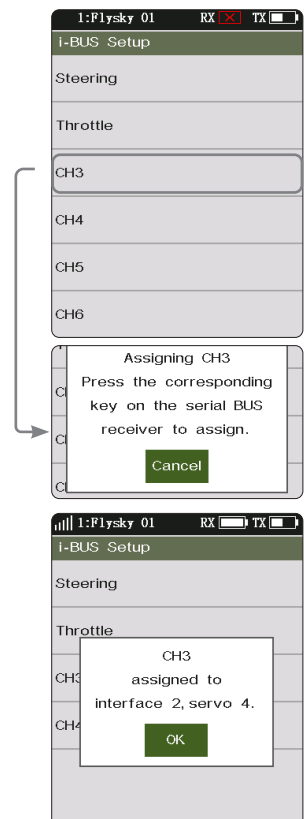 1:Flysky 01 RX TX
i-BUS Setup
Steering
Throttle
CH3
CH4
CH5
CH6
Assigning CH3
Press the corresponding
key on the serial BUS
receiver to assign.
Cancel
1:Flysky 01 RX TX
i-BUS Setup
Steering
Throttle
CH3
assigned to
interface 2, servo 4.
OK
CH3
CH4